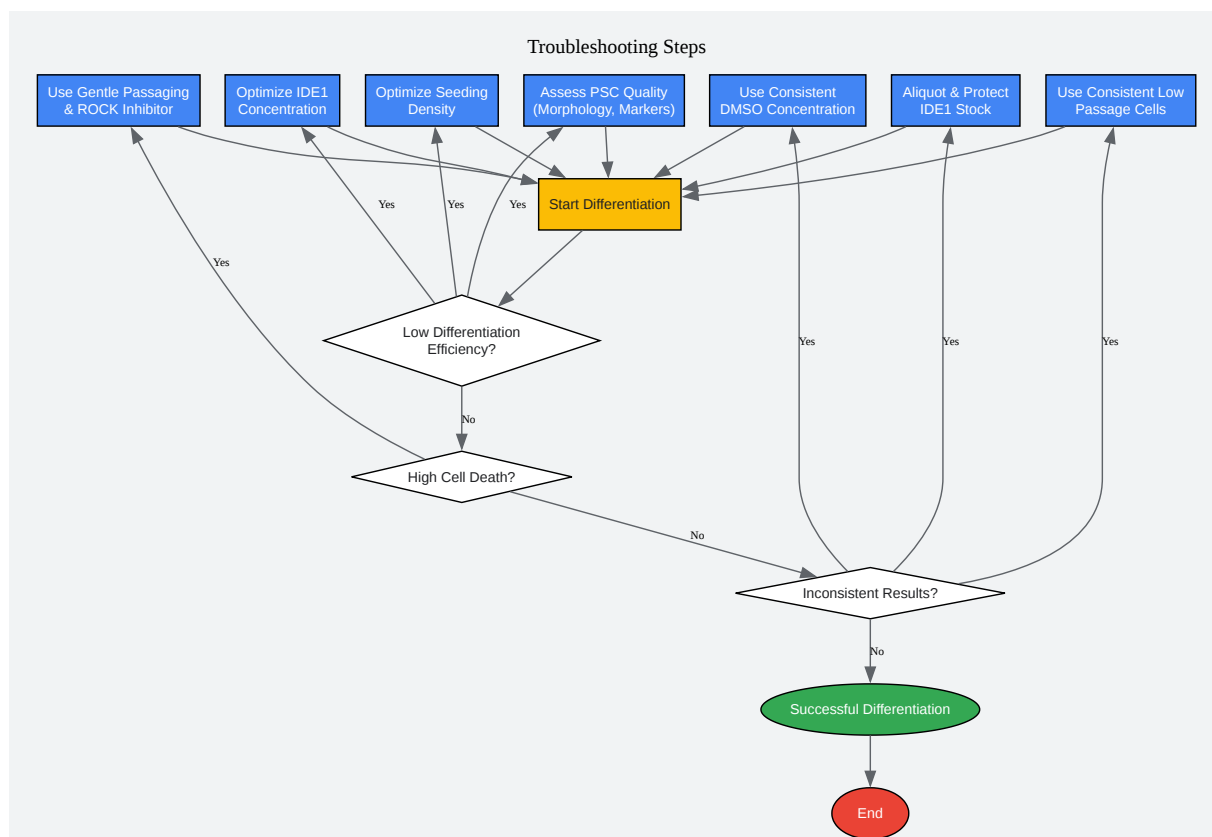 Troubleshooting Steps
Use Gentle Passaging
& ROCK Inhibitor
Optimize IDE1
Concentration
Optimize Seeding
Density
Assess PSC Quality
(Morphology, Markers)
Use Consistent
DMSO Concentration
Aliquot & Protect
IDE1 Stock
Use Consistent Low
Passage Cells
Start Differentiation
Yes
Yes
Yes
Yes
Low Differentiation
Efficiency?
Yes
Yes
Yes
No
High Cell Death?
No
Inconsistent Results?
No
Successful Differentiation
End